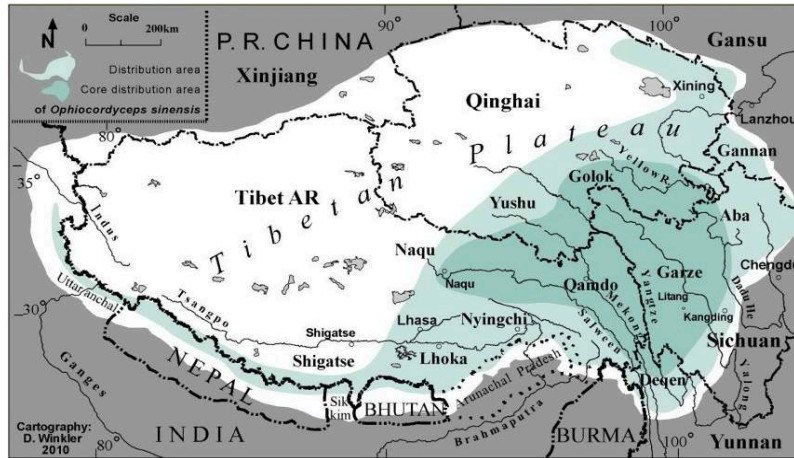 N
Scale
0
200km
Distribution area
Core distribution area
of Ophiocordyceps sinensis
90
100
P.R. CHINA
Xinjiang
Gansu
80°
35°
30°
Qinghai
Xining
Lanzhou
Tibetan Plateau
Gannan
Yellow R.
Golok
Tibet AR
Yushu
Aba
Indus
Naqu
Naqu
Qamdo
Garze
Chengdu
Uttaranchal
Tsangpo
Yangtze
Mekong
Salween
Litang
Kangding
Dadu He
Shigatse
Lhasa
Nyingchi
Shigatse
Lhoka
Sichuan
Yalong
Ganges
NEPAL
Sik
kim
BHUTAN
Arunachal Pradesh
Deqen
INDIA
Brahmaputra
BURMA
Yunnan
Cartography:
D. Winkler
2010
80°
100°